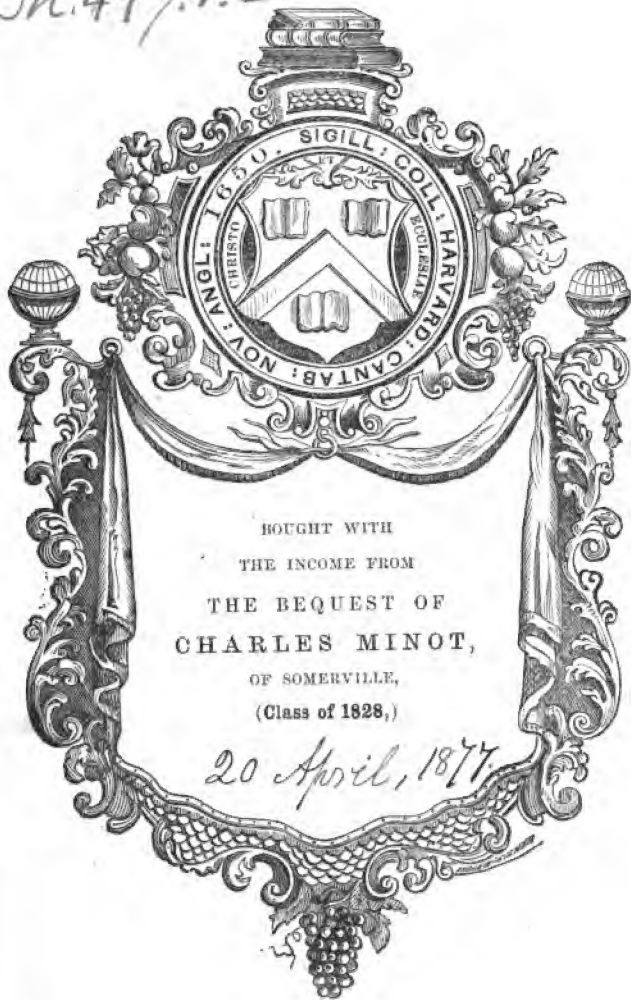 SIGILL: COLL: HARVARD: CANTAB: NOV: ANGL: 1650.
ET
CHRISTO
ECCLESIAE
BOUGHT WITH
THE INCOME FROM
THE BEQUEST OF
CHARLES MINOT,
OF SOMERVILLE,
(Class of 1828,)
20 April, 1877.